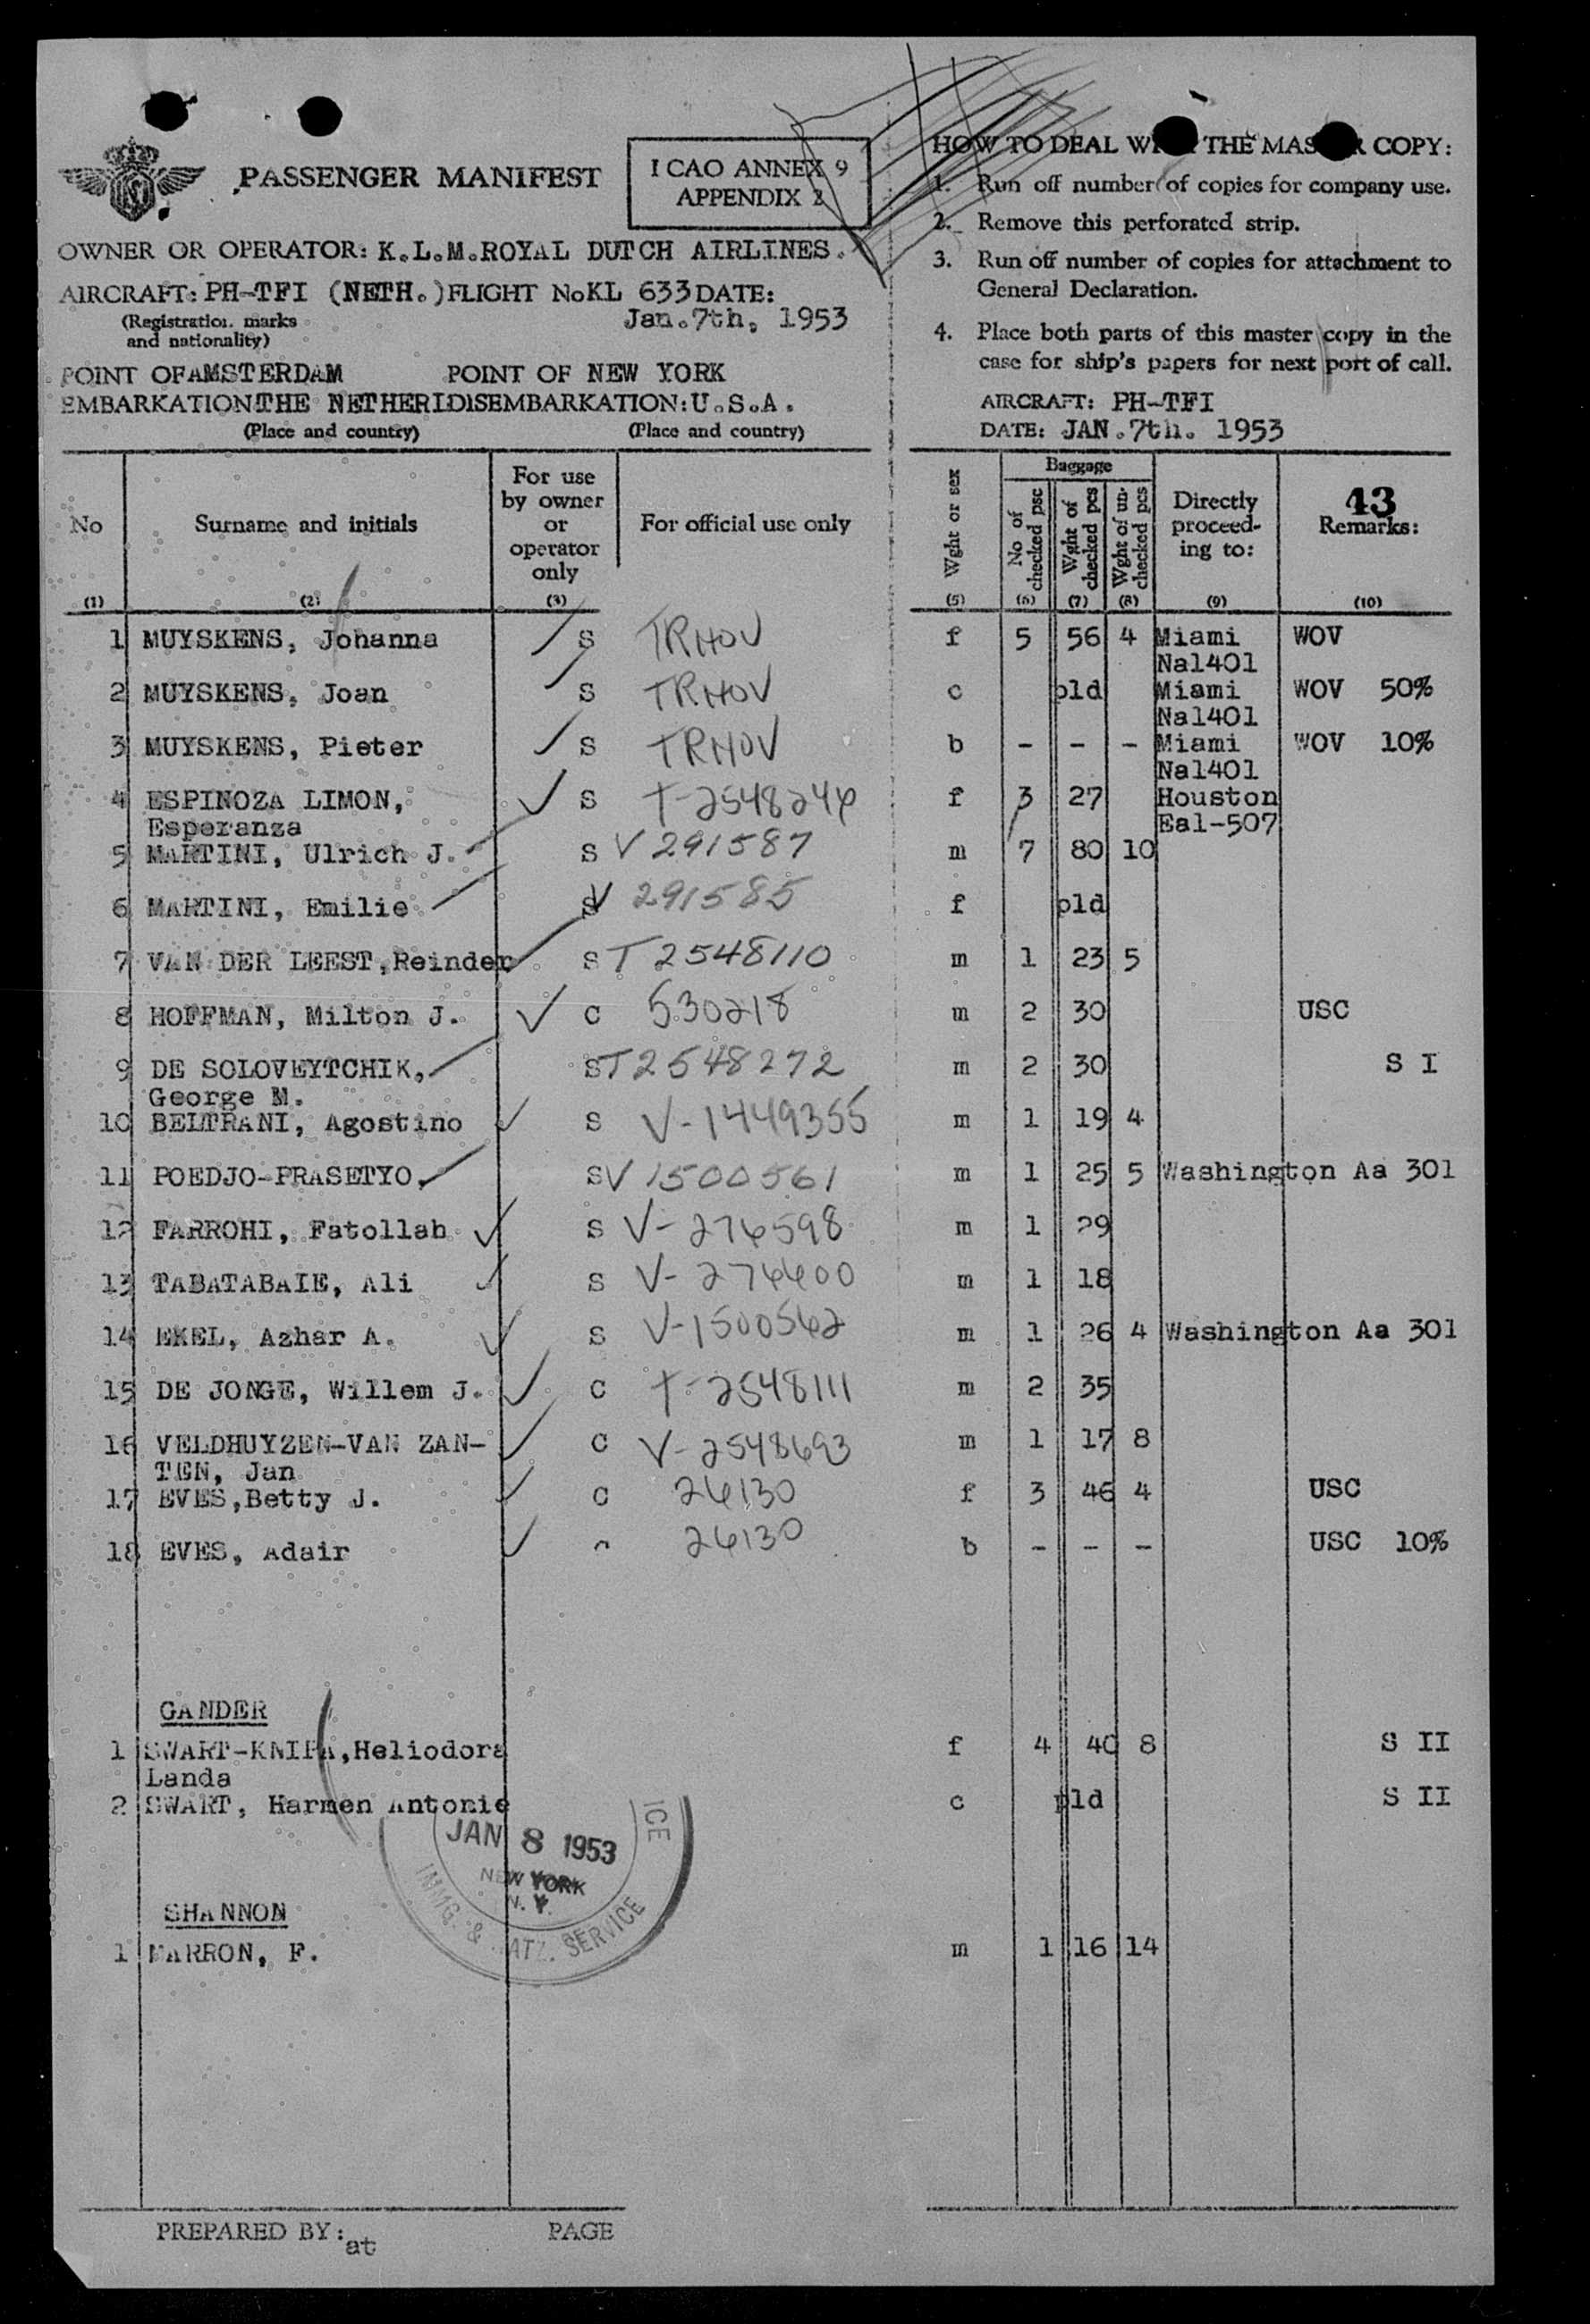 PASSENGER MANIFEST
I CAO ANNEX 9
APPENDIX 2
OWNER OR OPERATOR: K.L.M.ROYAL DUTCH AIRLINES.
AIRCRAFT: PH-TFI (NETH.) FLIGHT No KL 633 DATE:
(Registration marks and nationality)
Jan.7th, 1953
POINT OF AMSTERDAM POINT OF NEW YORK
EMBARKATION: THE NETHERL DISEMBARKATION: U.S.A.
(Place and country) (Place and country)
HOW TO DEAL THE COPY:
1. Run off number of copies for company use.
2. Remove this perforated strip.
3. Run off number of copies for attachment to
General Declaration.
4. Place both parts of this master copy in the
case for ship's papers for next port of call.
AIRCRAFT: PH-TFI
DATE: JAN.7th. 1953
No
Surname and initials
For use by owner or operator only
For official use only
Wght or sex
Baggage
No of checked psc
Wght of checked pcs
Wght of un-checked pcs
Directly proceed-ing to:
43
Remarks:
(1) (2) (3) (5) (6) (7) (8) (9) (10)
1 MUYSKENS, Johanna S TRHOV f 5 56 4 Miami WOV
Na1401
2 MUYSKENS, Joan S TRHOV c pld Miami WOV 50%
Na1401
3 MUYSKENS, Pieter S TRHOV b - - - Miami WOV 10%
Na1401
4 ESPINOZA LIMON, S T-2548246 f 3 27 Houston
Esperanza Eal-507
5 MARTINI, Ulrich J. S V 291587 m 7 80 10
6 MARTINI, Emilie S V 291585 f pld
7 VAN DER LEEST,Reinder S T 2548110 m 1 23 5
8 HOFFMAN, Milton J. C 530218 m 2 30 USC
9 DE SOLOVEYTCHIK, S T2548272 m 2 30 S I
George M.
10 BELTRANI, Agostino S V-1449355 m 1 19 4
11 POEDJO-PRASETYO, S V 1500561 m 1 25 5 Washington Aa 301
12 FARROHI, Fatollah S V-276598 m 1 29
13 TABATABAIE, Ali S V-276600 m 1 18
14 EKEL, Azhar A. S V-1500562 m 1 26 4 Washington Aa 301
15 DE JONGE, Willem J. C T-2548111 m 2 35
16 VELDHUYZEN-VAN ZAN- C V-2548693 m 1 17 8
TEN, Jan
17 EVES,Betty J. C 26130 f 3 46 4 USC
18 EVES, Adair 26130 b - - - USC 10%
GANDER
1 SWART-KNIPA,Heliodora f 4 40 8 S II
Landa
2 SWART, Harmen Antonie c pld S II
JAN 8 1953
NEW YORK
N. Y.
IMMG. & NATZ. SERVICE
SHANNON
1 MARRON, F. m 1 16 14
PREPARED BY: at PAGE